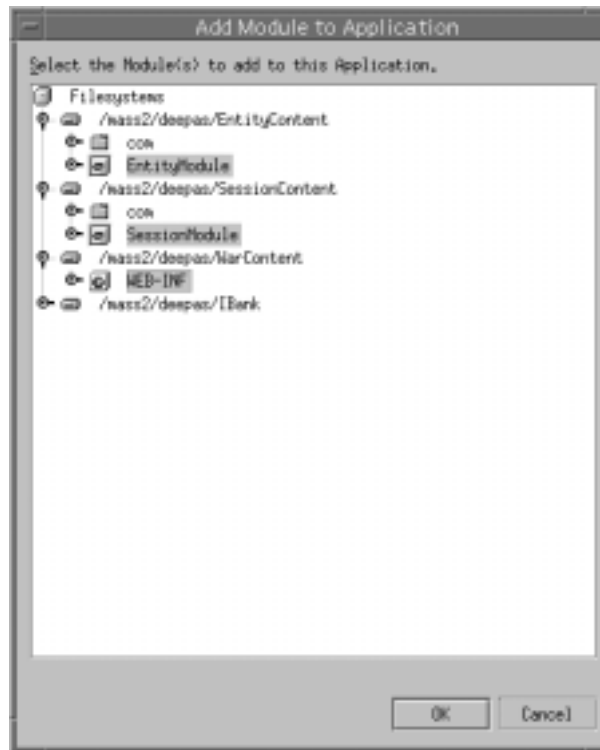 Add Module to Application
Select the Module(s) to add to this Application.
Filesystems
/mass2/deepas/EntityContent
com
EntityModule
/mass2/deepas/SessionContent
com
SessionModule
/mass2/deepas/WarContent
WEB-INF
/mass2/deepas/IBank
OK
Cancel